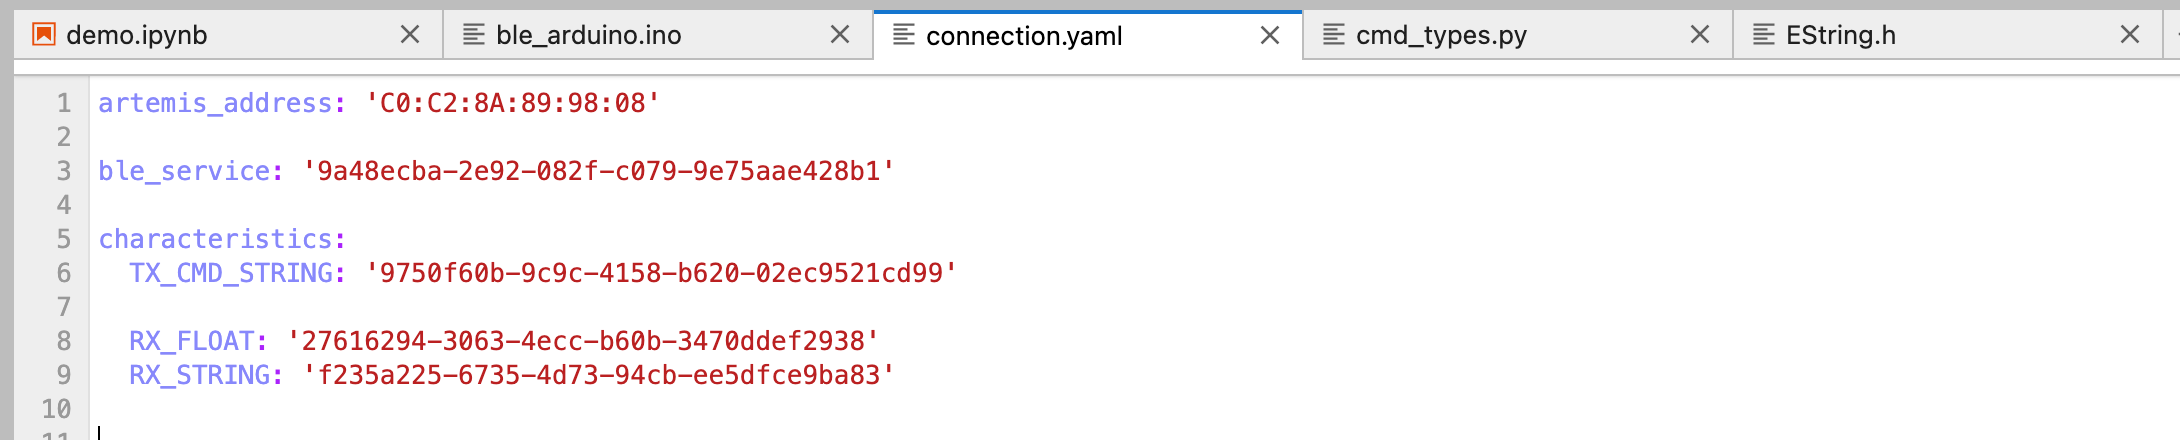 demo.ipynb ble_arduino.ino connection.yaml cmd_types.py EString.h
1 artemis_address: 'C0:C2:8A:89:98:08'
2
3 ble_service: '9a48ecba-2e92-082f-c079-9e75aae428b1'
4
5 characteristics:
6 TX_CMD_STRING: '9750f60b-9c9c-4158-b620-02ec9521cd99'
7
8 RX_FLOAT: '27616294-3063-4ecc-b60b-3470ddef2938'
9 RX_STRING: 'f235a225-6735-4d73-94cb-ee5dfce9ba83'
10
11